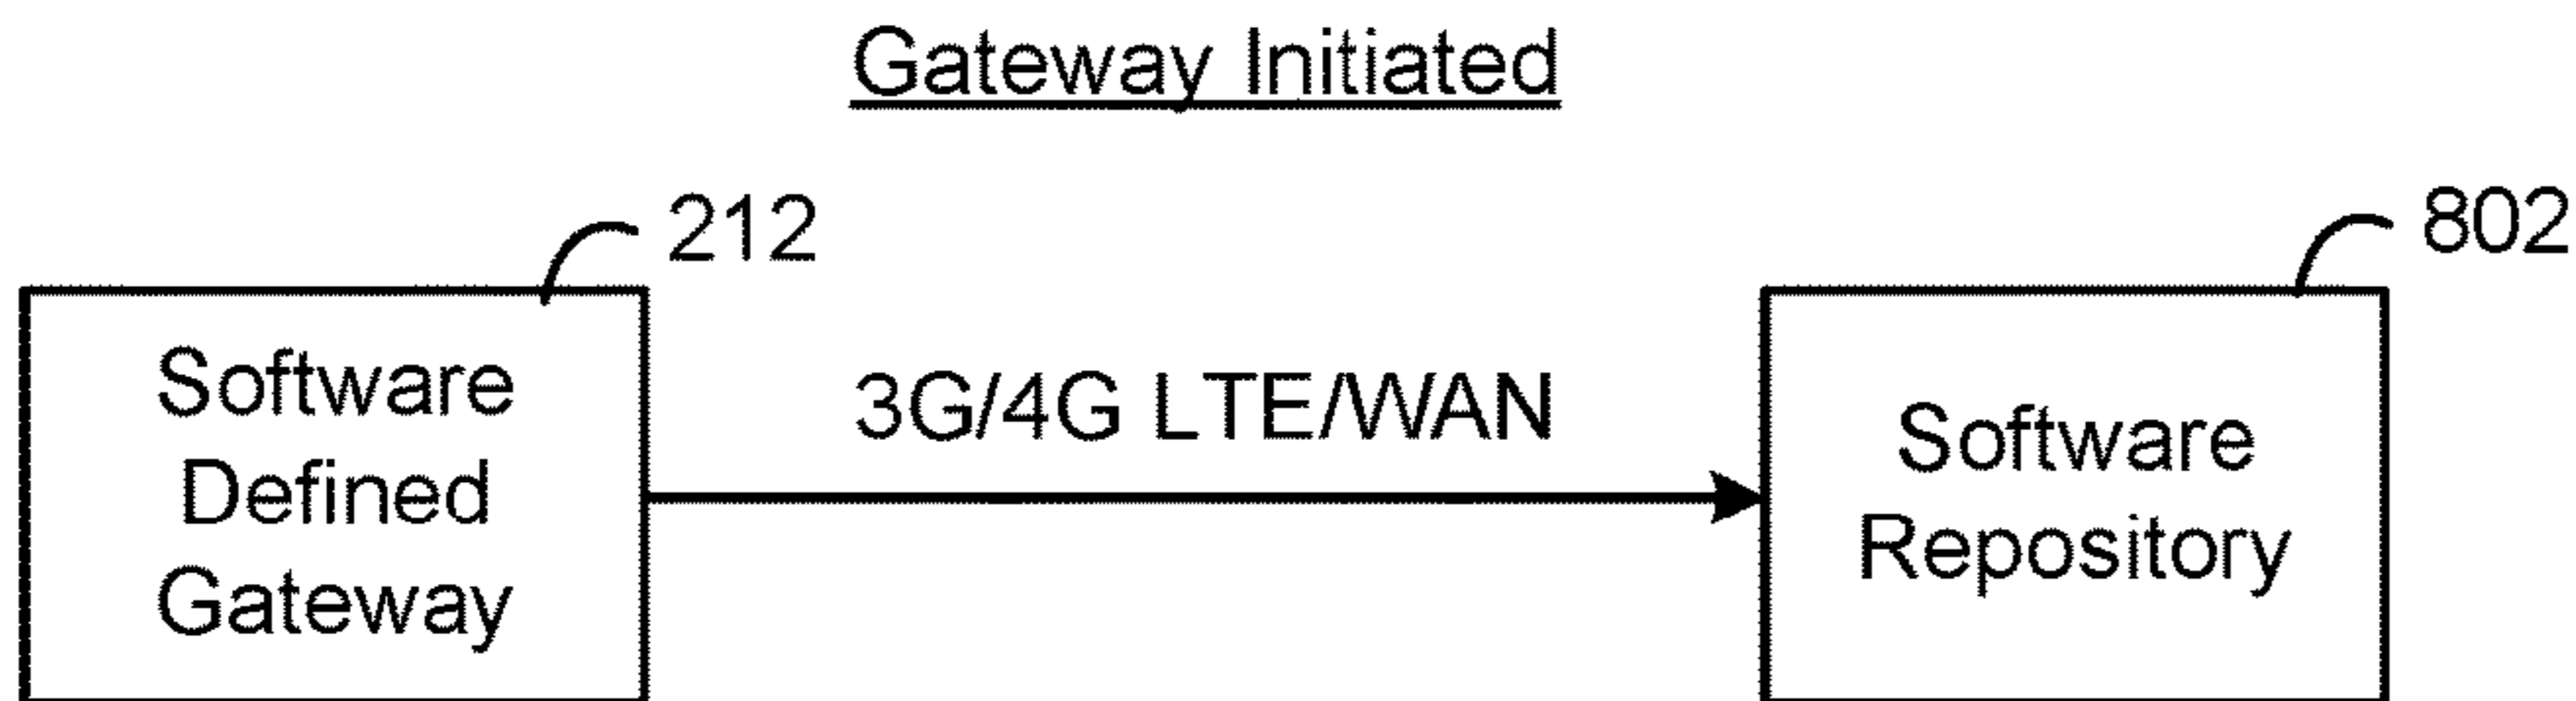 Gateway Initiated
212
802
Software
Defined
Gateway
3G/4G LTE/WAN
Software
Repository